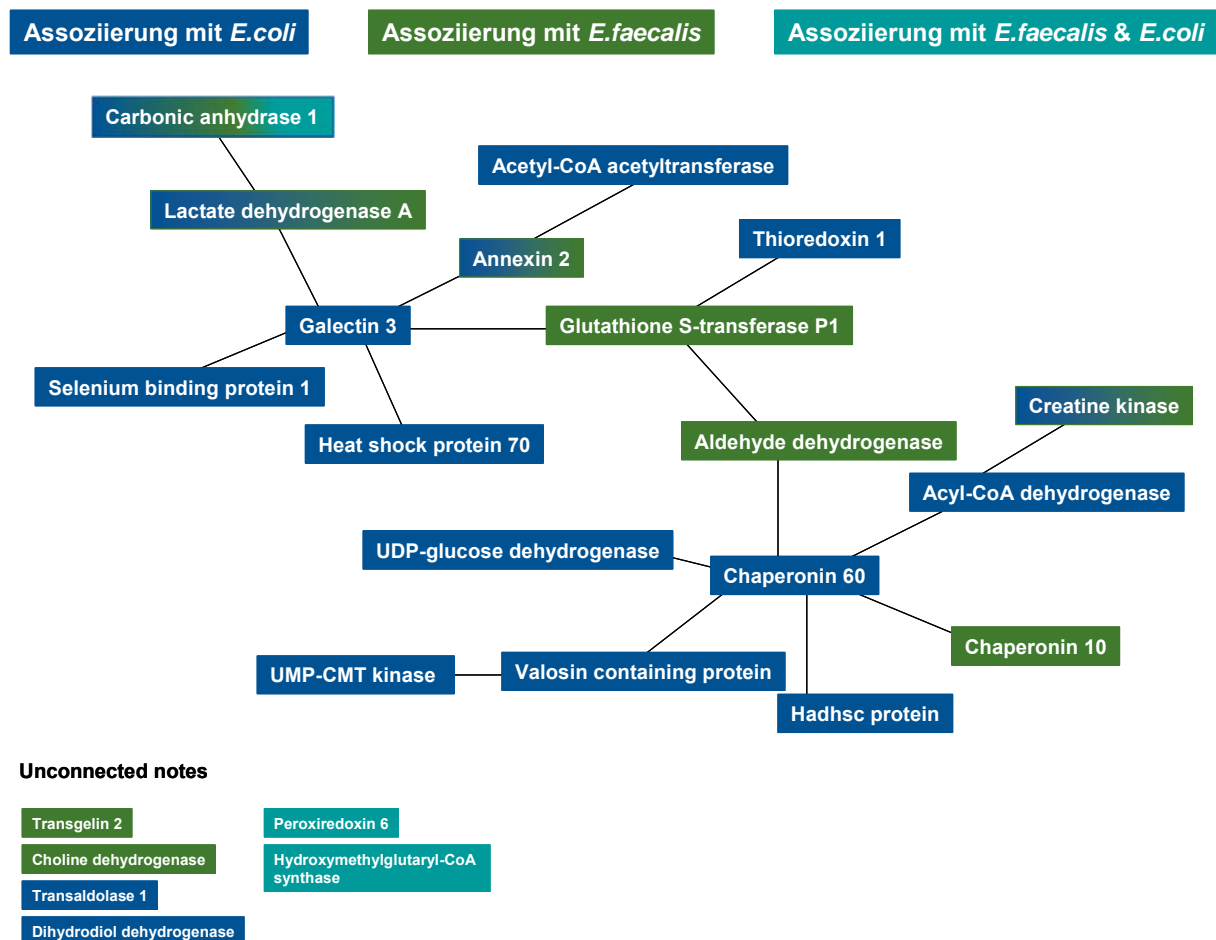 Assoziierung mit E.coli
Assoziierung mit E.faecalis
Assoziierung mit E.faecalis & E.coli
Carbonic anhydrase 1
Acetyl-CoA acetyltransferase
Lactate dehydrogenase A
Thioredoxin 1
Annexin 2
Galectin 3
Glutathione S-transferase P1
Selenium binding protein 1
Creatine kinase
Heat shock protein 70
Aldehyde dehydrogenase
Acyl-CoA dehydrogenase
UDP-glucose dehydrogenase
Chaperonin 60
Chaperonin 10
UMP-CMT kinase
Valosin containing protein
Hadhsc protein
Unconnected notes
Transgelin 2
Choline dehydrogenase
Transaldolase 1
Dihydrodiol dehydrogenase
Peroxiredoxin 6
Hydroxymethylglutaryl-CoA
synthase